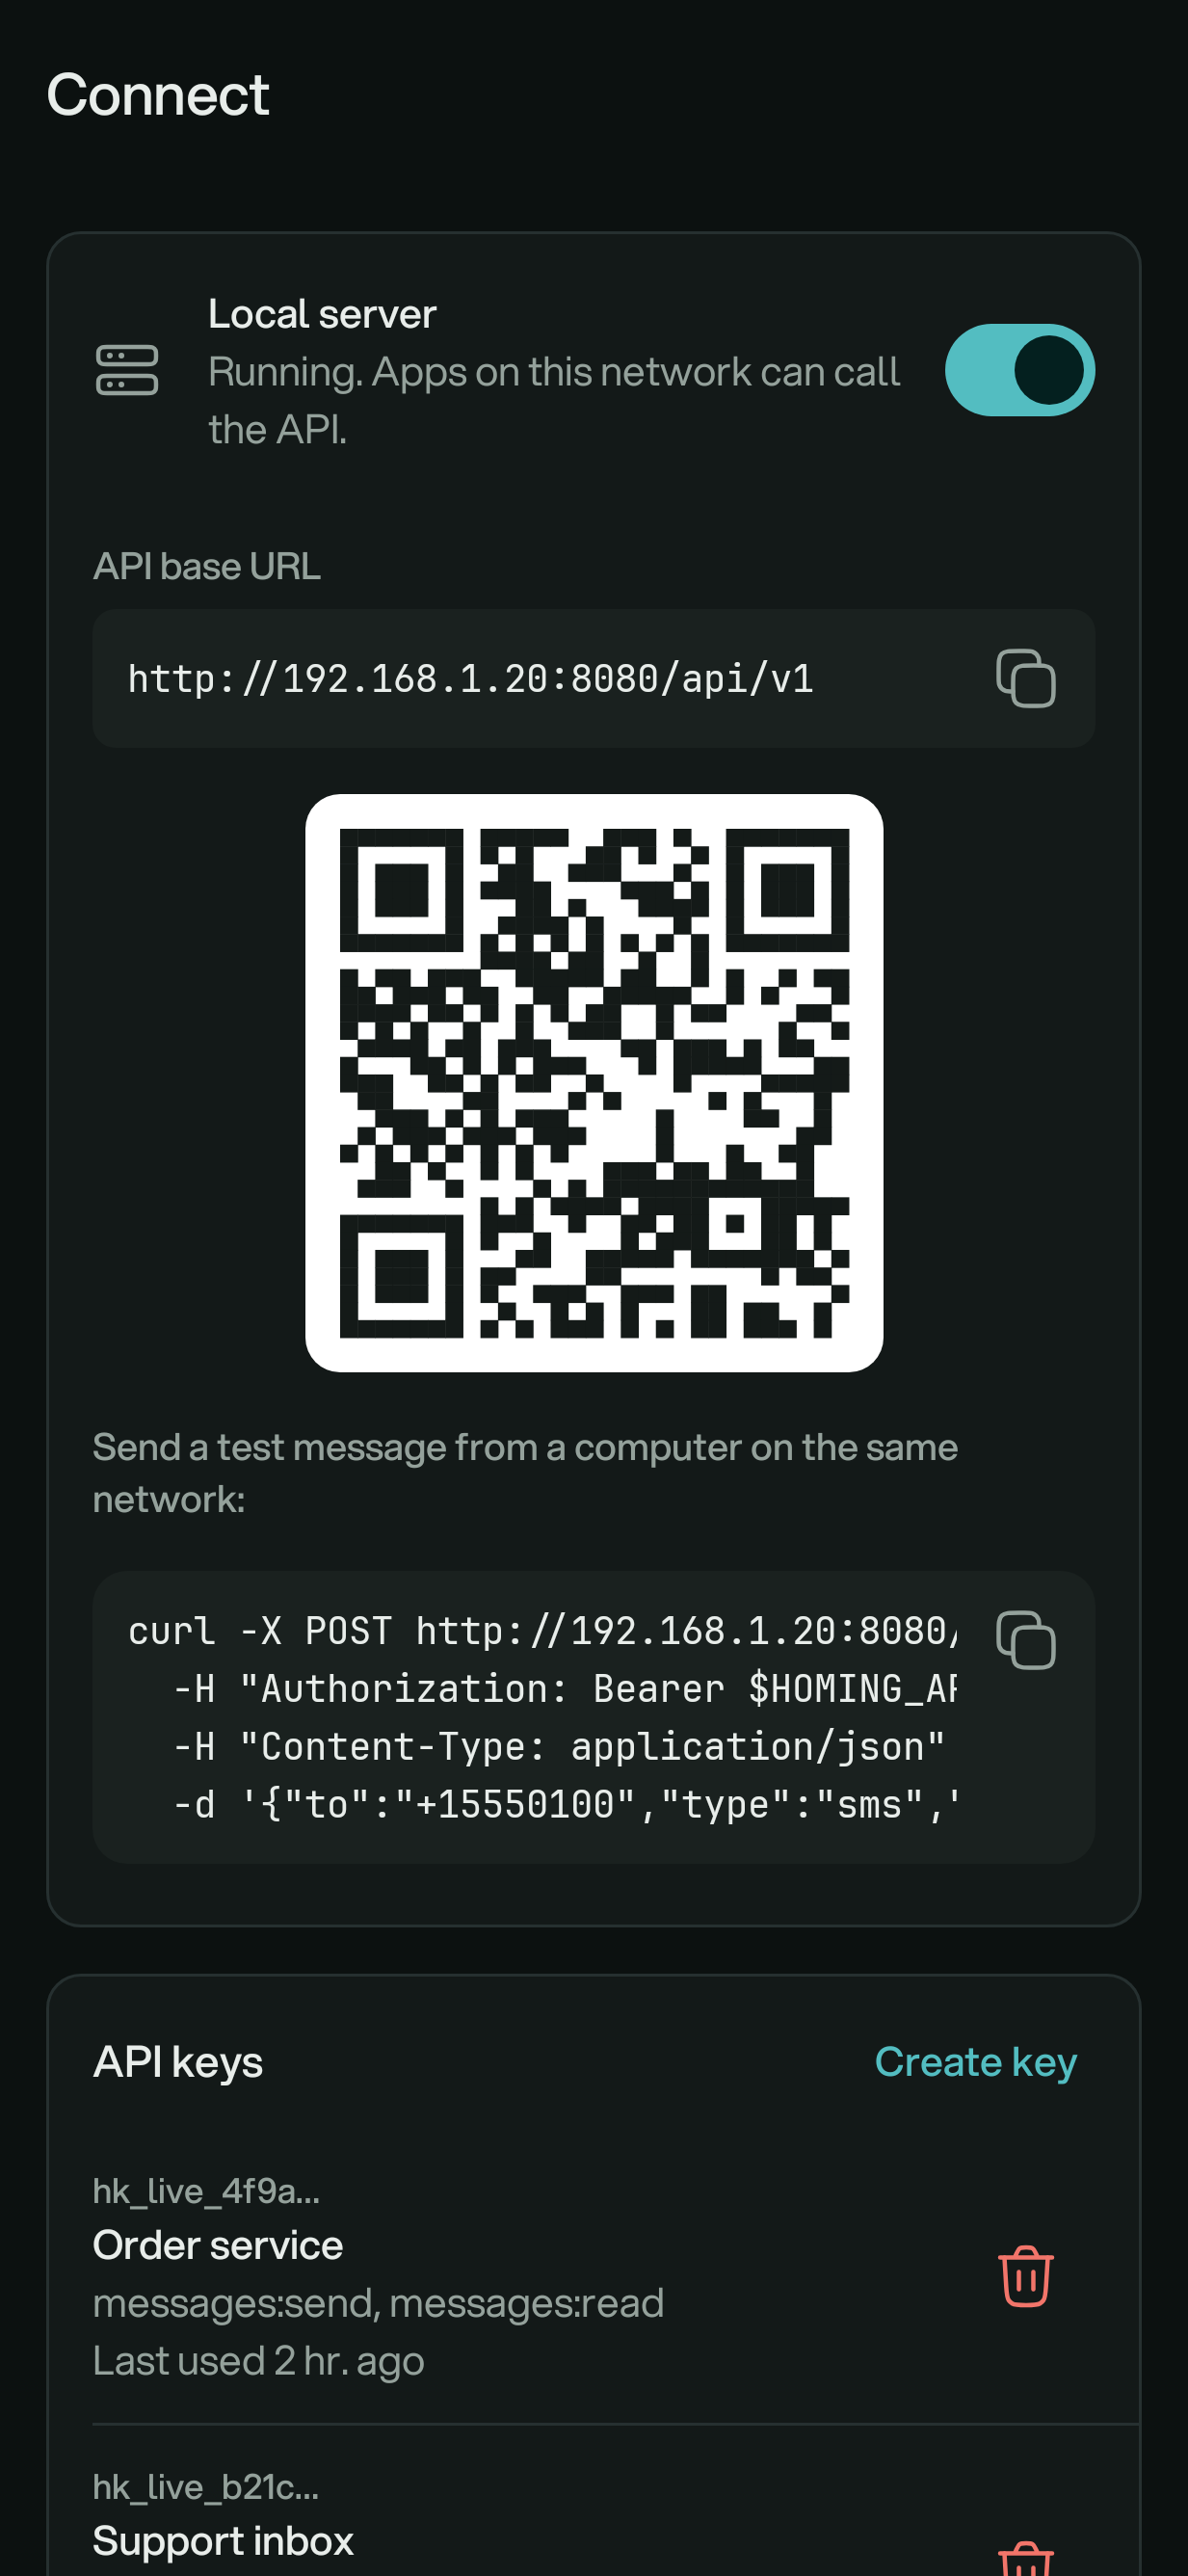 Connect
Local server
Running. Apps on this network can call
the API.
API base URL
http://192.168.1.20:8080/api/v1
Send a test message from a computer on the same
network:
curl -X POST http://192.168.1.20:8080/
-H "Authorization: Bearer $HOMING_AP
-H "Content-Type: application/json"
-d '{"to":"+15550100","type":"sms","
API keys
Create key
hk_live_4f9a...
Order service
messages:send, messages:read
Last used 2 hr. ago
hk_live_b21c...
Support inbox